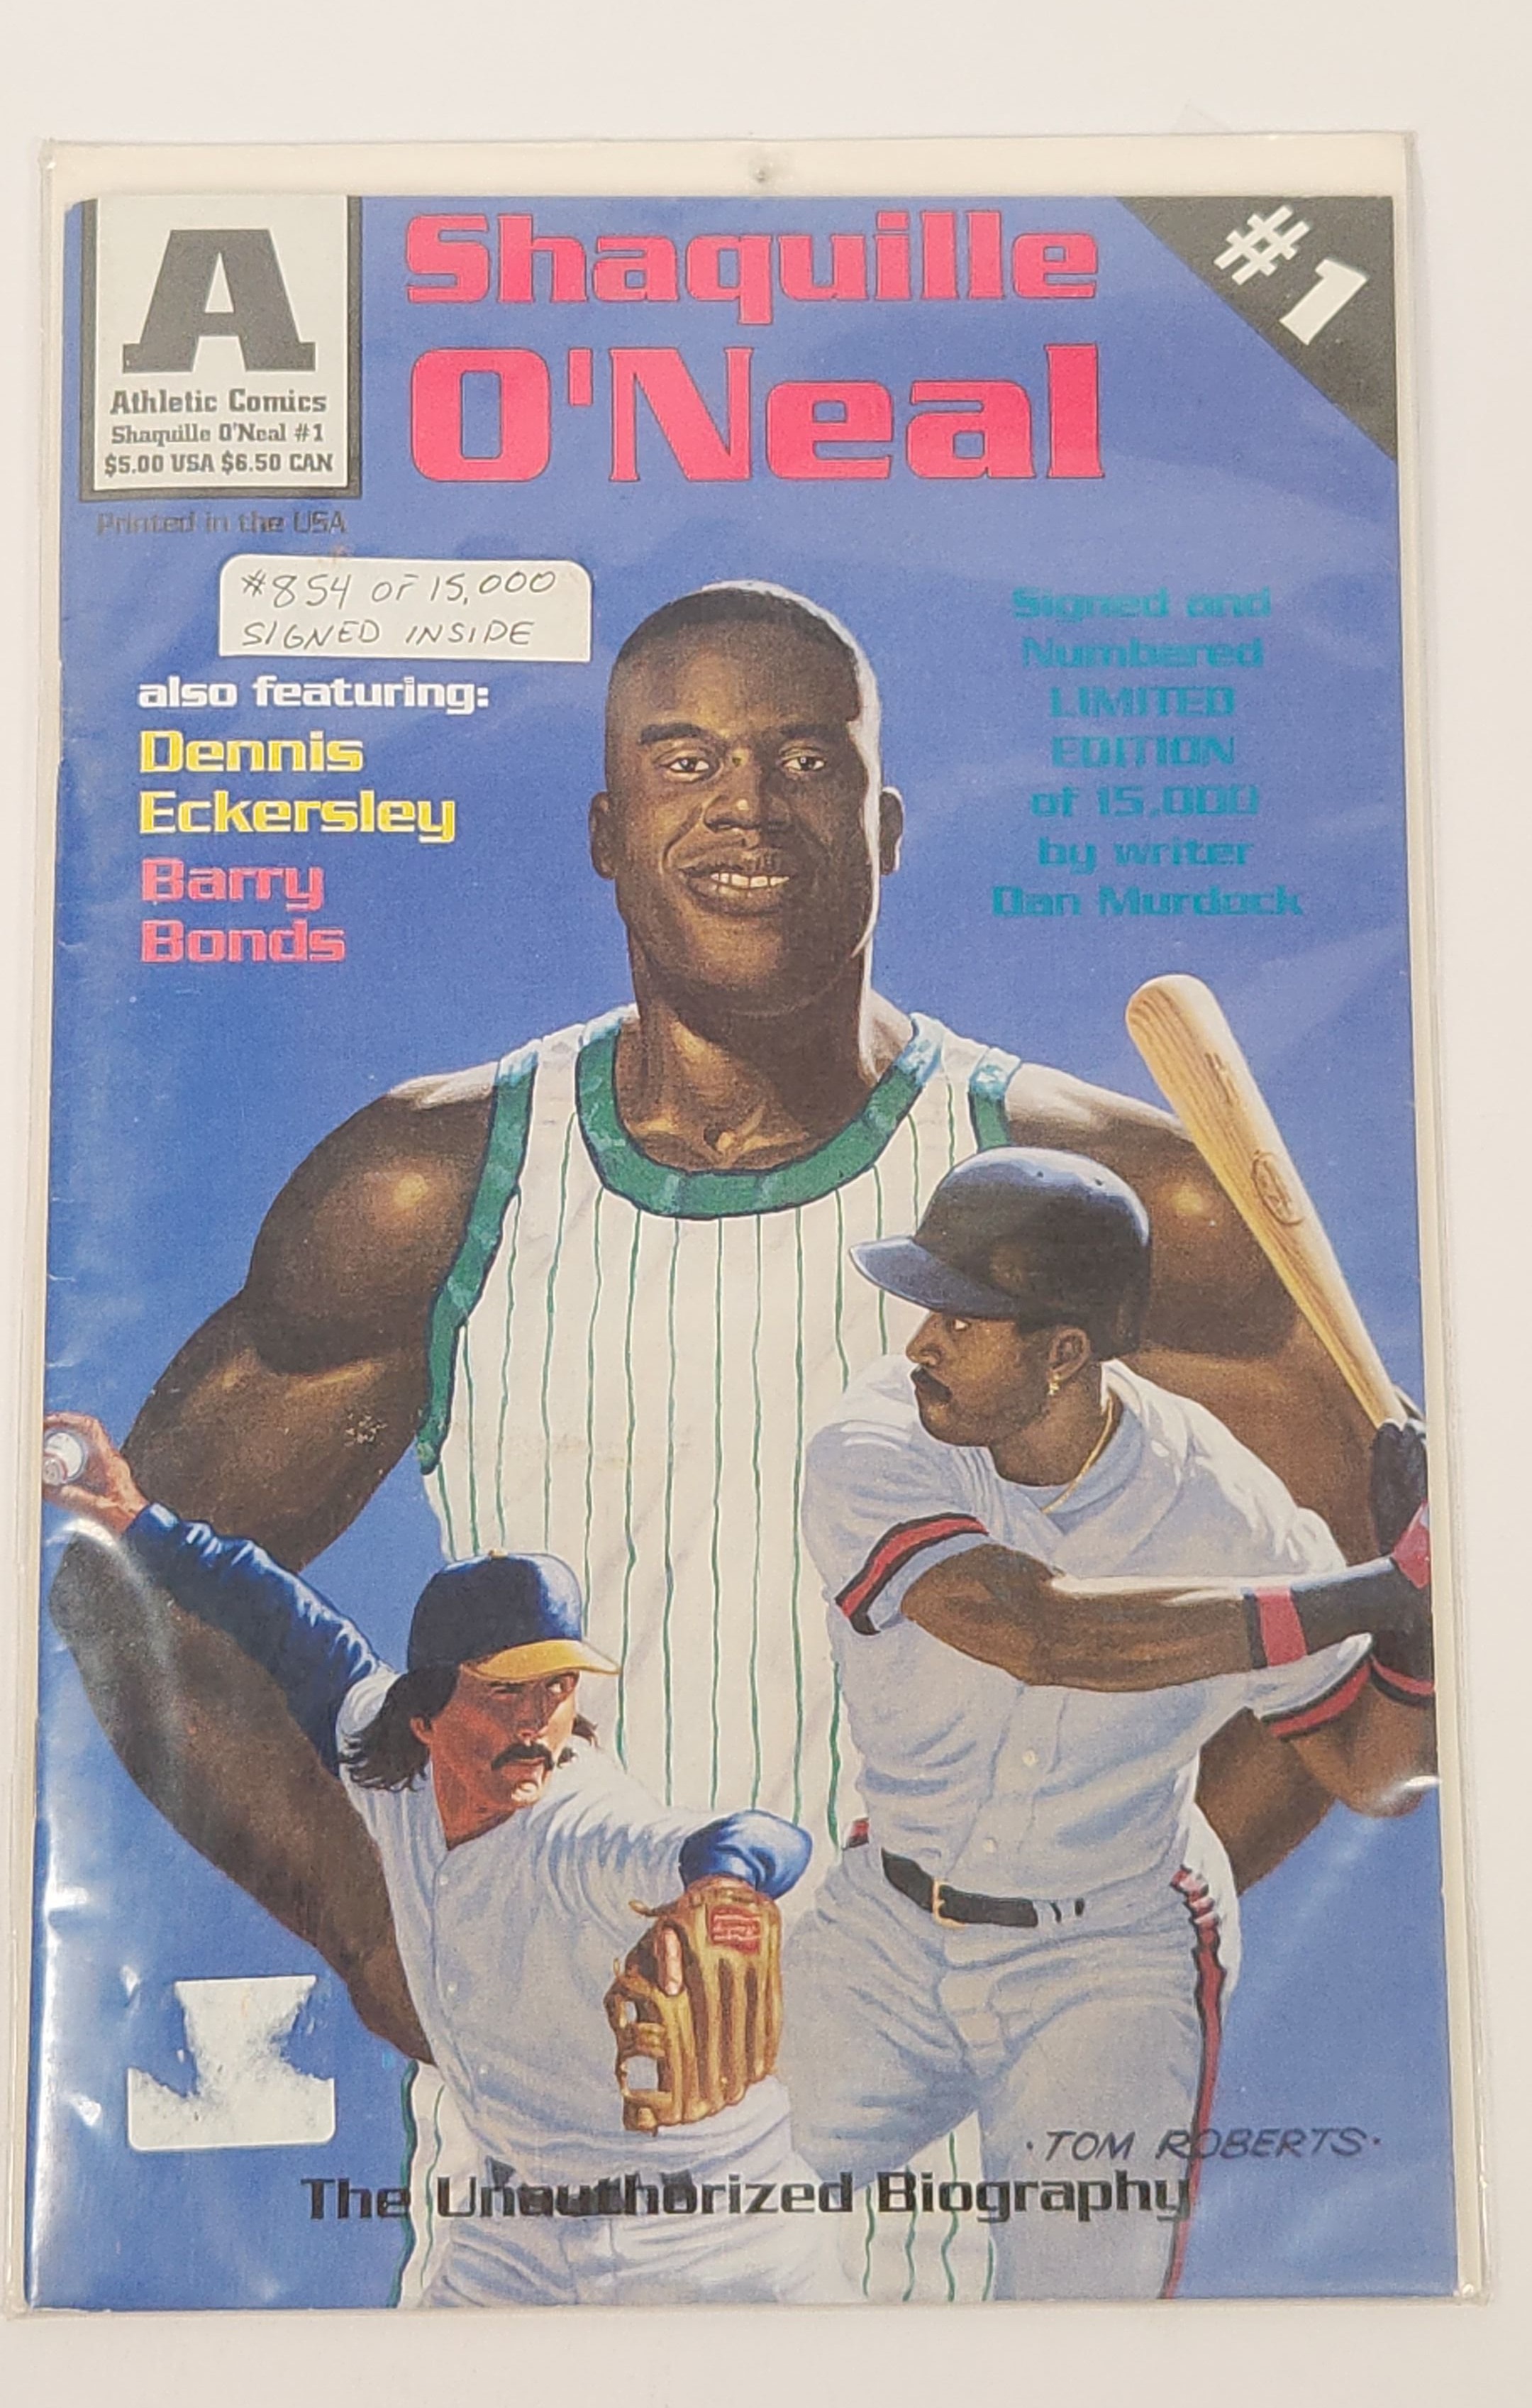 A
Athletic Comics
Shaquille O'Neal #1
$5.00 USA $6.50 CAN
Printed in the USA
Shaquille
O'Neal
#1
#854 OF 15,000
SIGNED INSIDE
also featuring:
Dennis
Eckersley
Barry
Bonds
Signed and
Numbered
LIMITED
EDITION
of 15,000
by writer
Dan Murdock
·TOM ROBERTS·
The Unauthorized Biography